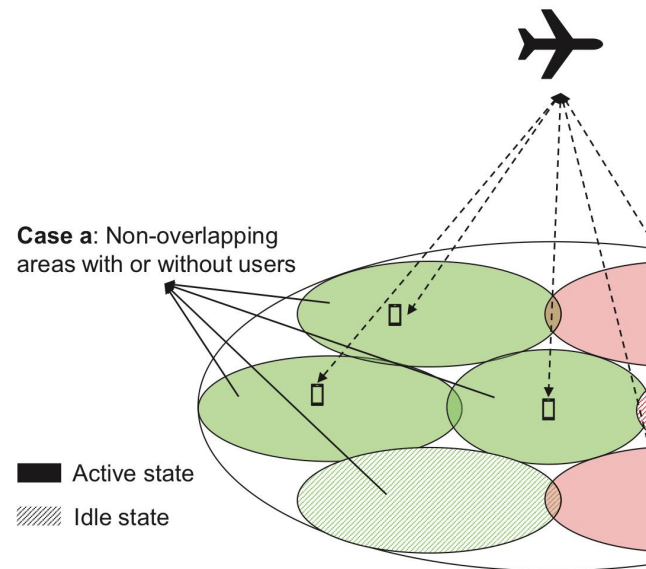 Case a: Non-overlapping
areas with or without users
Active state
Idle state